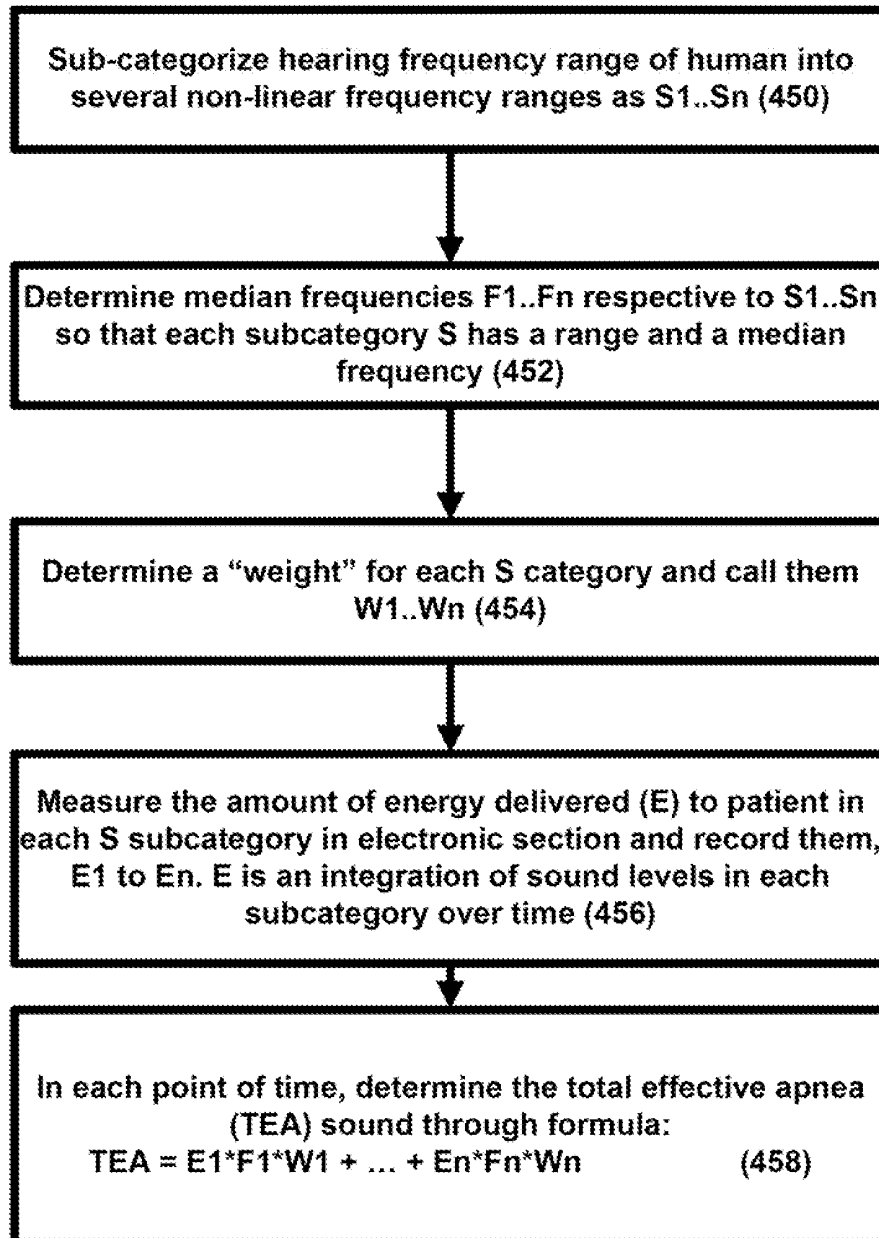 Sub-categorize hearing frequency range of human into
several non-linear frequency ranges as S1..Sn (450)
Determine median frequencies F1..Fn respective to S1..Sn
so that each subcategory S has a range and a median
frequency (452)
Determine a “weight” for each S category and call them
W1..Wn (454)
Measure the amount of energy delivered (E) to patient in
each S subcategory in electronic section and record them,
E1 to En. E is an integration of sound levels in each
subcategory over time (456)
In each point of time, determine the total effective apnea
(TEA) sound through formula:
TEA = E1*F1*W1 + ... + En*Fn*Wn (458)